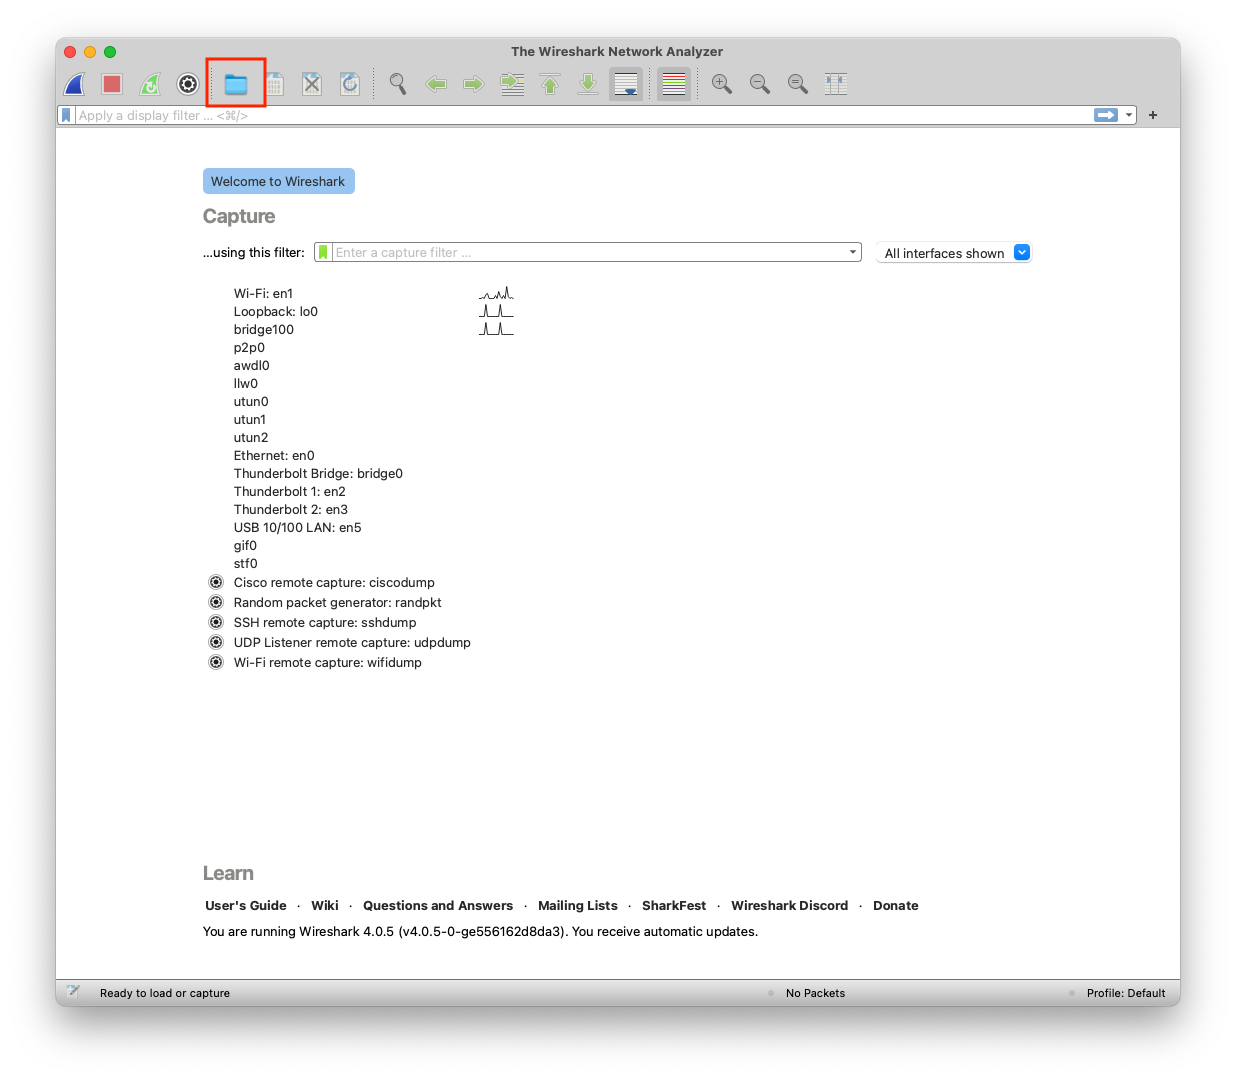 The Wireshark Network Analyzer
Apply a display filter ... <⌘/>
+
Welcome to Wireshark
Capture
...using this filter: Enter a capture filter ... All interfaces shown
Wi-Fi: en1
Loopback: lo0
bridge100
p2p0
awdl0
llw0
utun0
utun1
utun2
Ethernet: en0
Thunderbolt Bridge: bridge0
Thunderbolt 1: en2
Thunderbolt 2: en3
USB 10/100 LAN: en5
gif0
stf0
Cisco remote capture: ciscodump
Random packet generator: randpkt
SSH remote capture: sshdump
UDP Listener remote capture: udpdump
Wi-Fi remote capture: wifidump
Learn
User's Guide · Wiki · Questions and Answers · Mailing Lists · SharkFest · Wireshark Discord · Donate
You are running Wireshark 4.0.5 (v4.0.5-0-ge556162d8da3). You receive automatic updates.
Ready to load or capture No Packets Profile: Default